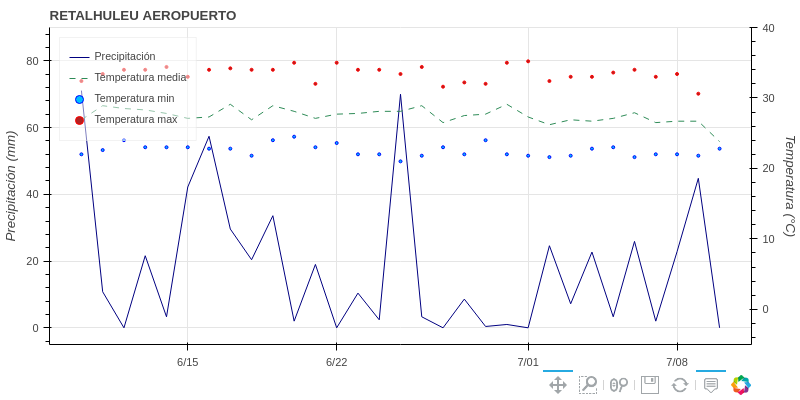 RETALHULEU AEROPUERTO
Precipitación
Temperatura media
Temperatura min
Temperatura max
Precipitación (mm)
80
60
40
20
0
Temperatura (°C)
40
30
20
10
0
6/15
6/22
7/01
7/08